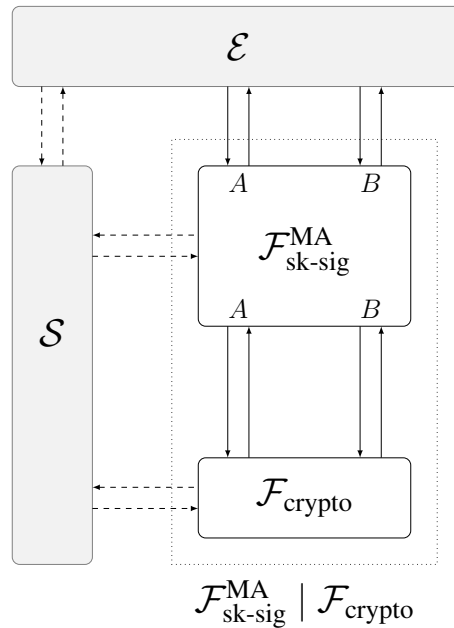 ℰ
A B
ℱ^MA_sk-sig
A B
𝒮
ℱ_crypto
ℱ^MA_sk-sig | ℱ_crypto